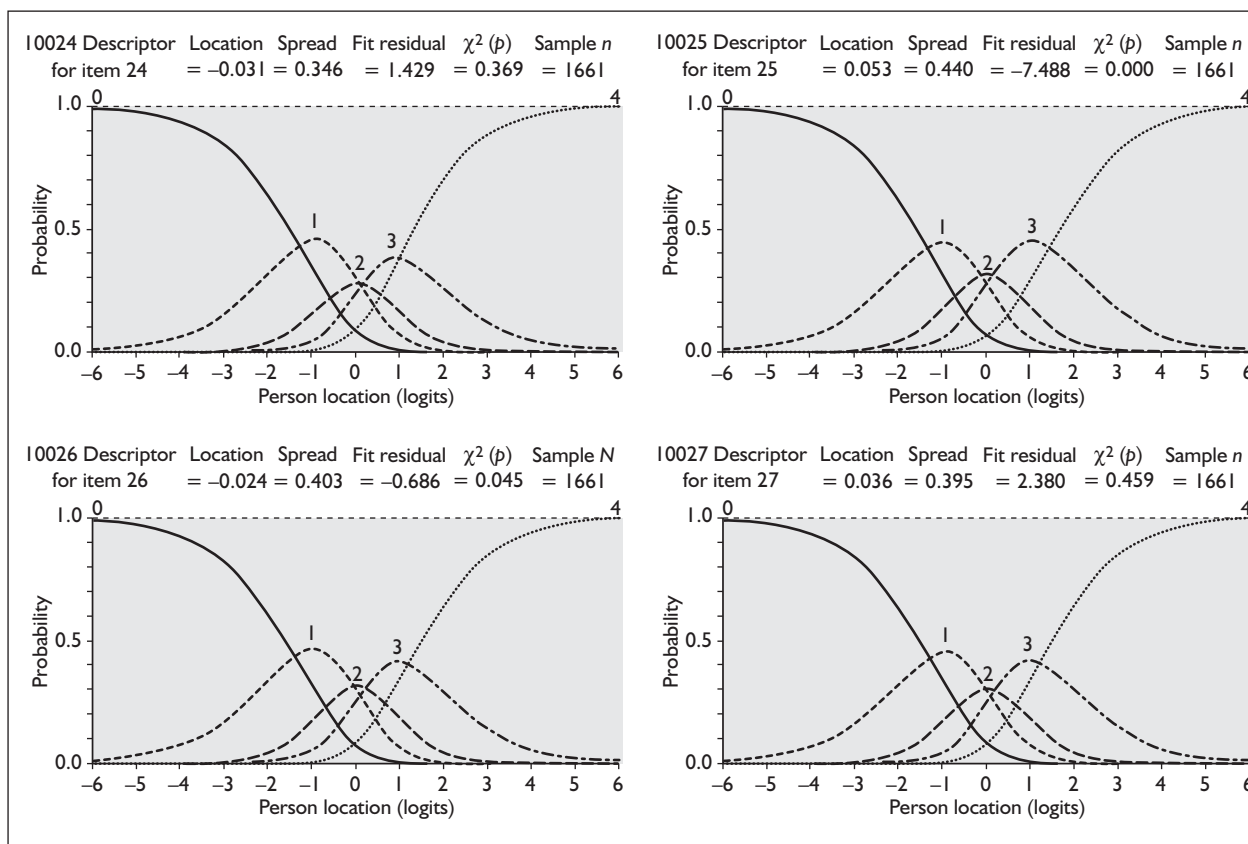 10024 Descriptor Location Spread Fit residual χ² (p) Sample n
for item 24 = –0.031 = 0.346 = 1.429 = 0.369 = 1661
0 4
1.0
1
3
0.5
2
0.0
Probability
–6 –5 –4 –3 –2 –1 0 1 2 3 4 5 6
Person location (logits)
10025 Descriptor Location Spread Fit residual χ² (p) Sample n
for item 25 = 0.053 = 0.440 = –7.488 = 0.000 = 1661
0 4
1.0
1
3
0.5
2
0.0
Probability
–6 –5 –4 –3 –2 –1 0 1 2 3 4 5 6
Person location (logits)
10026 Descriptor Location Spread Fit residual χ² (p) Sample N
for item 26 = –0.024 = 0.403 = –0.686 = 0.045 = 1661
0 4
1.0
1
3
0.5
2
0.0
Probability
–6 –5 –4 –3 –2 –1 0 1 2 3 4 5 6
Person location (logits)
10027 Descriptor Location Spread Fit residual χ² (p) Sample n
for item 27 = 0.036 = 0.395 = 2.380 = 0.459 = 1661
0 4
1.0
1
3
0.5
2
0.0
Probability
–6 –5 –4 –3 –2 –1 0 1 2 3 4 5 6
Person location (logits)